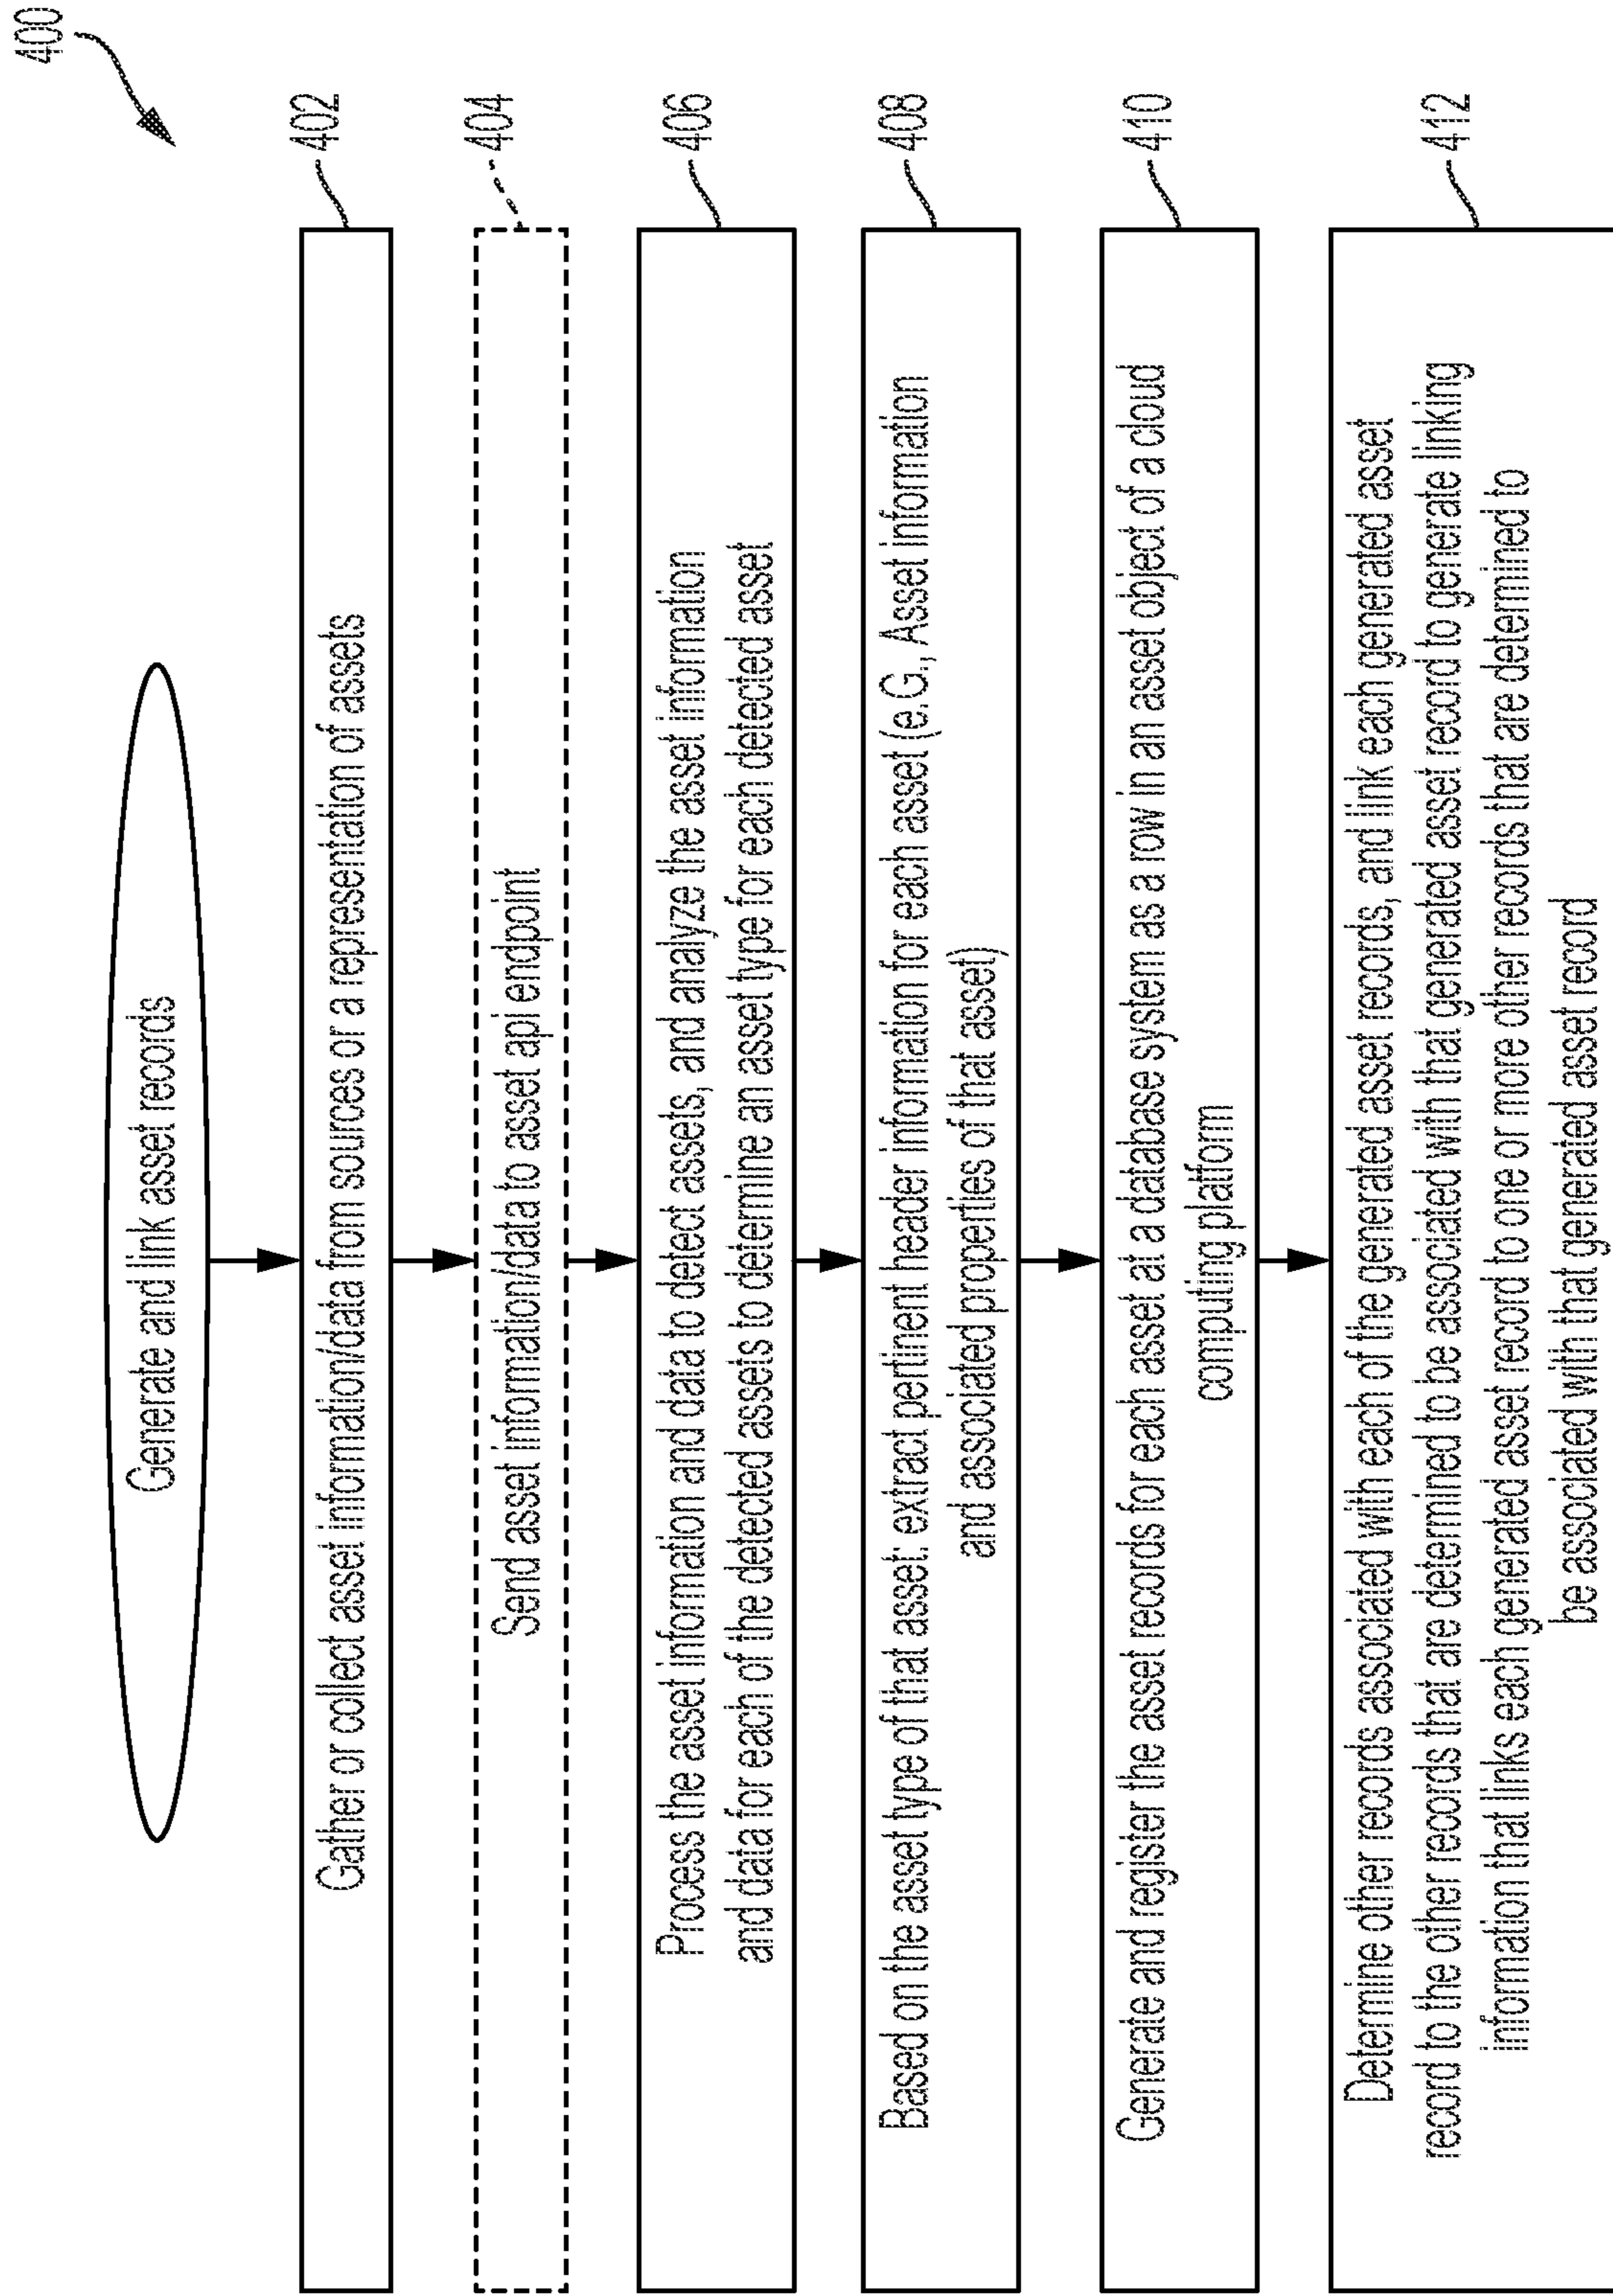 400
Generate and link asset records
402
Gather or collect asset information/data from sources or a representation of assets
404
Send asset information/data to asset api endpoint
406
Process the asset information and data to detect assets, and analyze the asset information
and data for each of the detected assets to determine an asset type for each detected asset
408
Based on the asset type of that asset: extract pertinent header information for each asset (e.G., Asset information
and associated properties of that asset)
410
Generate and register the asset records for each asset at a database system as a row in an asset object of a cloud
computing platform
412
Determine other records associated with each of the generated asset records, and link each generated asset
record to the other records that are determined to be associated with that generated asset record to generate linking
information that links each generated asset record to one or more other records that are determined to
be associated with that generated asset record